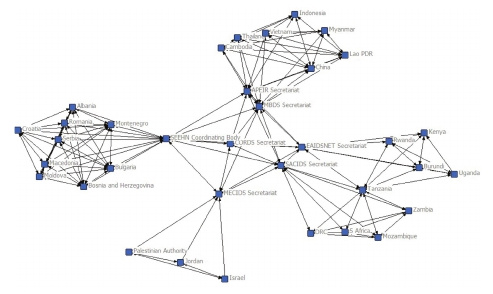 Indonesia
Vietnam
Myanmar
Thailand
Cambodia
Lao PDR
China
APEIR Secretariat
MBDS Secretariat
Albania
Romania
Montenegro
Croatia
Serbia
SEEHN Coordinating Body
CORDS Secretariat
EAIDSNET Secretariat
Kenya
Rwanda
Macedonia
Bulgaria
SACIDS Secretariat
Burundi
Moldova
Uganda
Bosnia and Herzegovina
MECIDS Secretariat
Tanzania
Zambia
DRC
S Africa
Mozambique
Palestinian Authority
Jordan
Israel